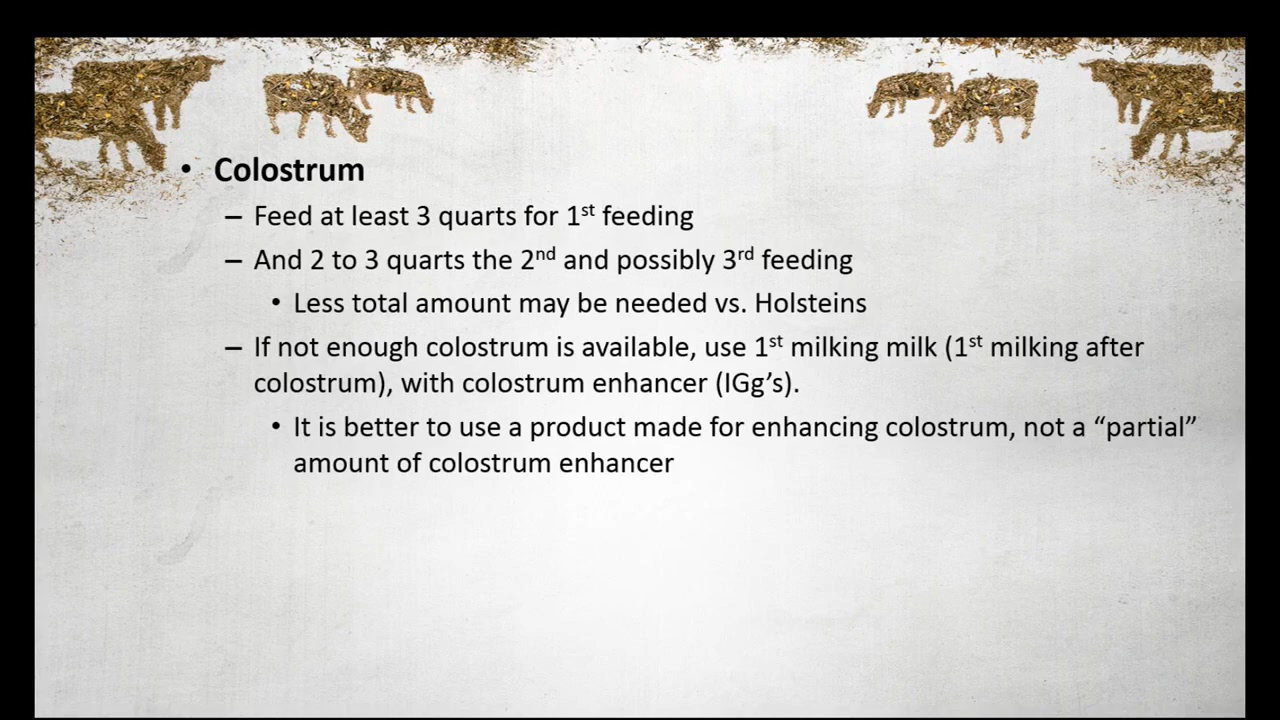 • Colostrum
– Feed at least 3 quarts for 1st feeding
– And 2 to 3 quarts the 2nd and possibly 3rd feeding
• Less total amount may be needed vs. Holsteins
– If not enough colostrum is available, use 1st milking milk (1st milking after
colostrum), with colostrum enhancer (IGg’s).
• It is better to use a product made for enhancing colostrum, not a “partial”
amount of colostrum enhancer